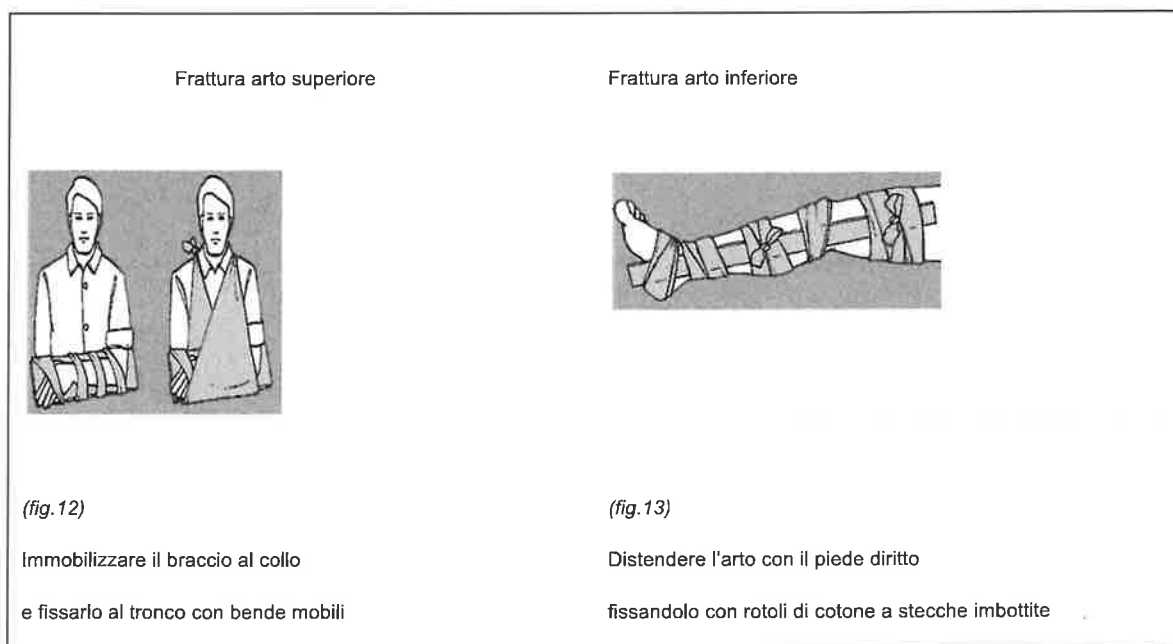 Frattura arto superiore
Frattura arto inferiore
(fig.12)
Immobilizzare il braccio al collo
e fissarlo al tronco con bende mobili
(fig.13)
Distendere l'arto con il piede diritto
fissandolo con rotoli di cotone a stecche imbottite